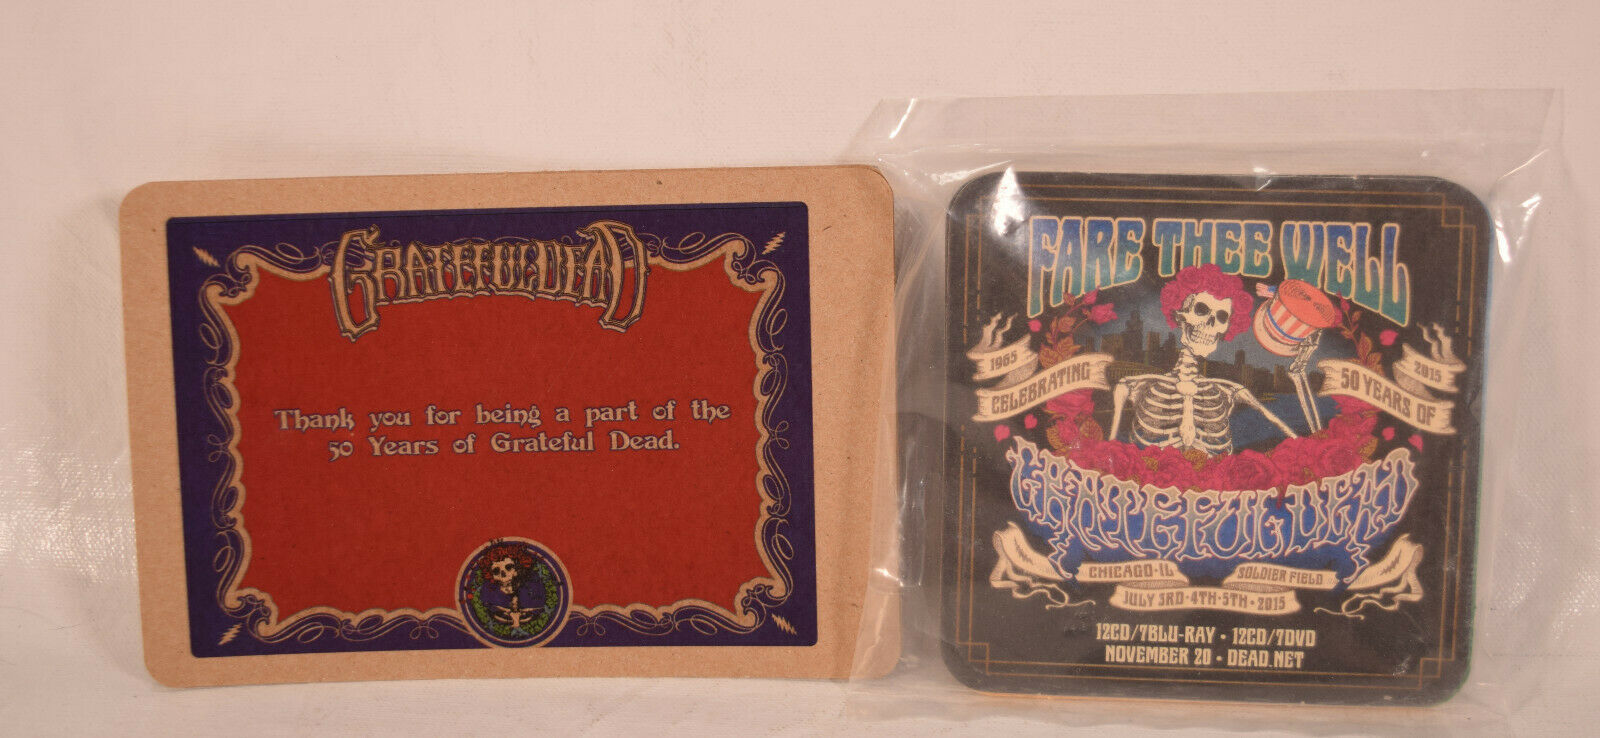 GRATEFUL DEAD
Thank you for being a part of the
50 Years of Grateful Dead.
FARE THEE WELL
1965 2015
CELEBRATING 50 YEARS OF
GRATEFUL DEAD
CHICAGO • IL SOLDIER FIELD
JULY 3RD • 4TH • 5TH • 2015
12CD/7BLU-RAY • 12CD/7DVD
NOVEMBER 20 • DEAD.NET